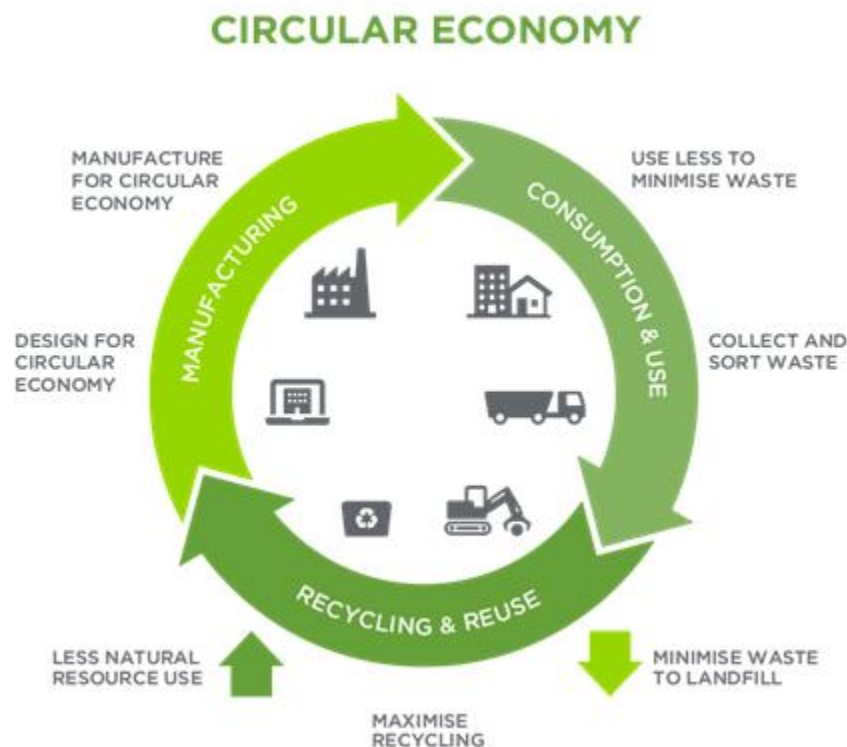 CIRCULAR ECONOMY
MANUFACTURE
FOR CIRCULAR
ECONOMY
USE LESS TO
MINIMISE WASTE
MANUFACTURING
CONSUMPTION & USE
DESIGN FOR
CIRCULAR
ECONOMY
COLLECT AND
SORT WASTE
RECYCLING & REUSE
LESS NATURAL
RESOURCE USE
MINIMISE WASTE
TO LANDFILL
MAXIMISE
RECYCLING